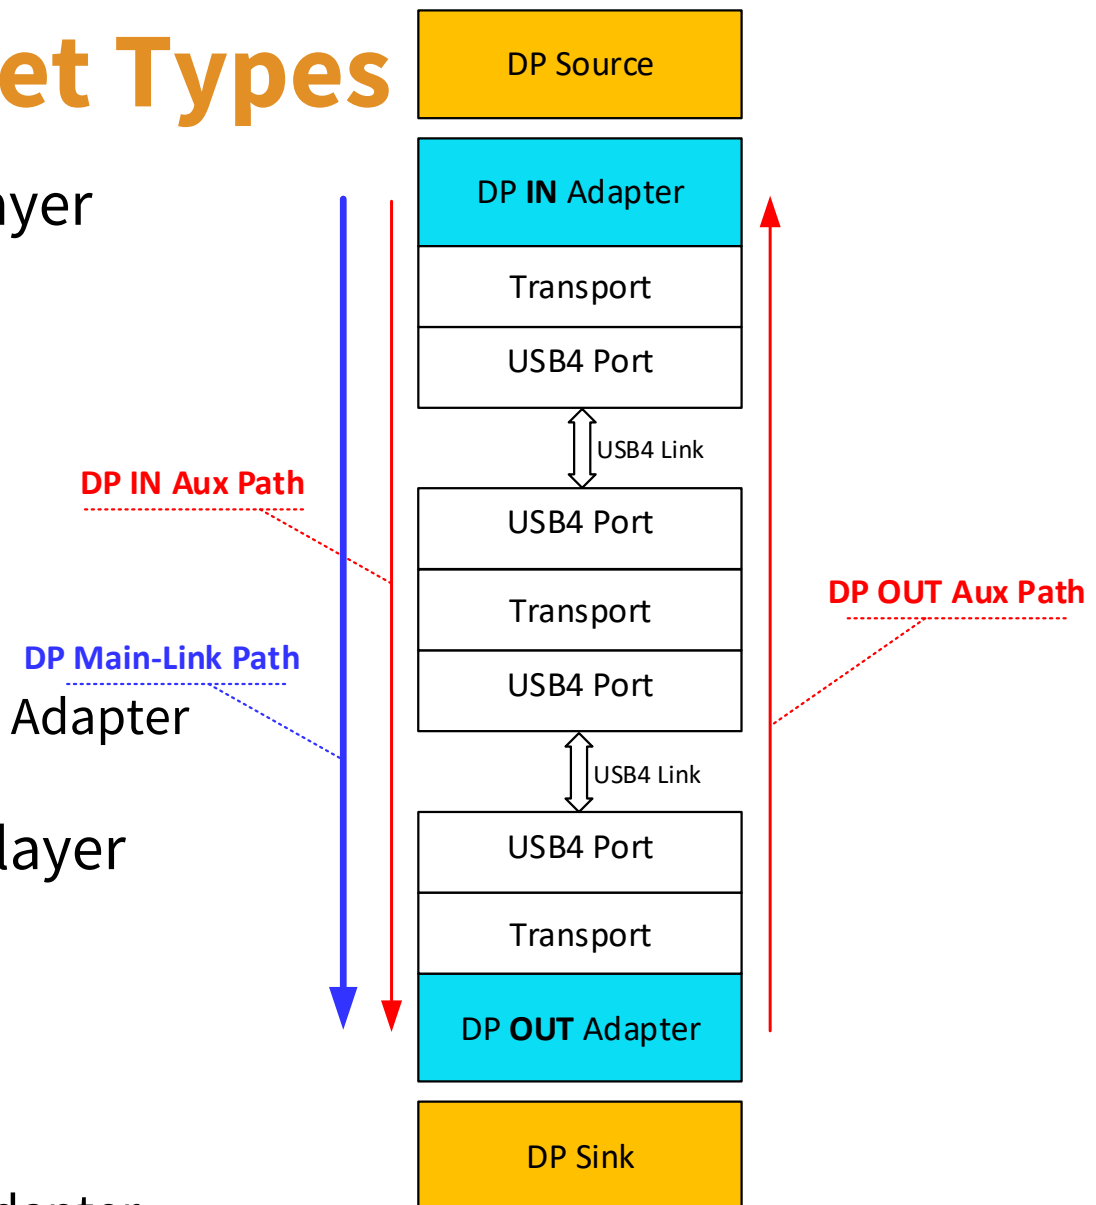 et Types
DP Source
DP IN Adapter
ayer
Transport
USB4 Port
USB4 Link
DP IN Aux Path
USB4 Port
DP OUT Aux Path
Transport
DP Main-Link Path
USB4 Port
Adapter
USB4 Link
layer
USB4 Port
Transport
DP OUT Adapter
DP Sink